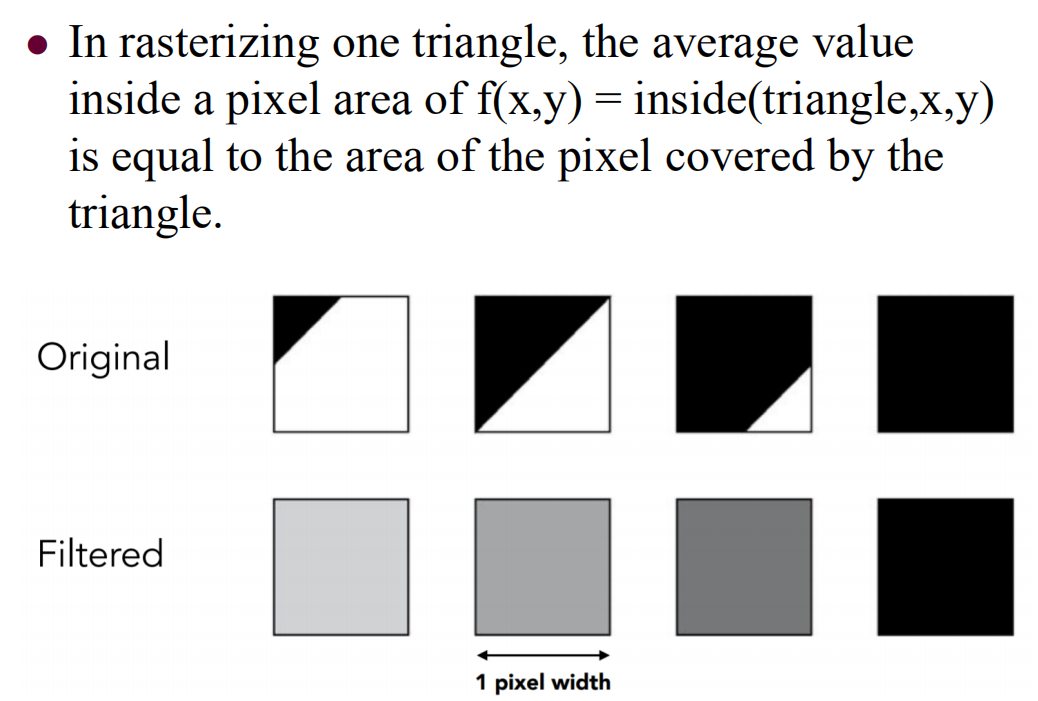 ● In rasterizing one triangle, the average value
inside a pixel area of f(x,y) = inside(triangle,x,y)
is equal to the area of the pixel covered by the
triangle.
Original
Filtered
1 pixel width